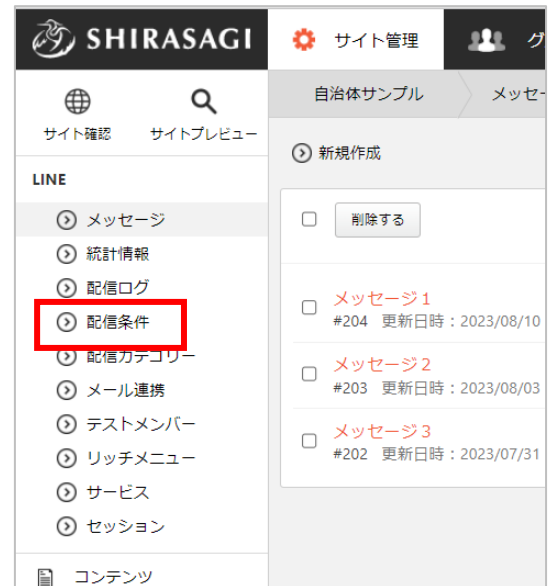 SHIRASAGI
サイト管理
グ
サイト確認
サイトプレビュー
自治体サンプル
メッセー
新規作成
LINE
メッセージ
統計情報
配信ログ
配信条件
配信カテゴリー
メール連携
テストメンバー
リッチメニュー
サービス
セッション
コンテンツ
削除する
メッセージ1
#204 更新日時:2023/08/10
メッセージ2
#203 更新日時:2023/08/03
メッセージ3
#202 更新日時:2023/07/31